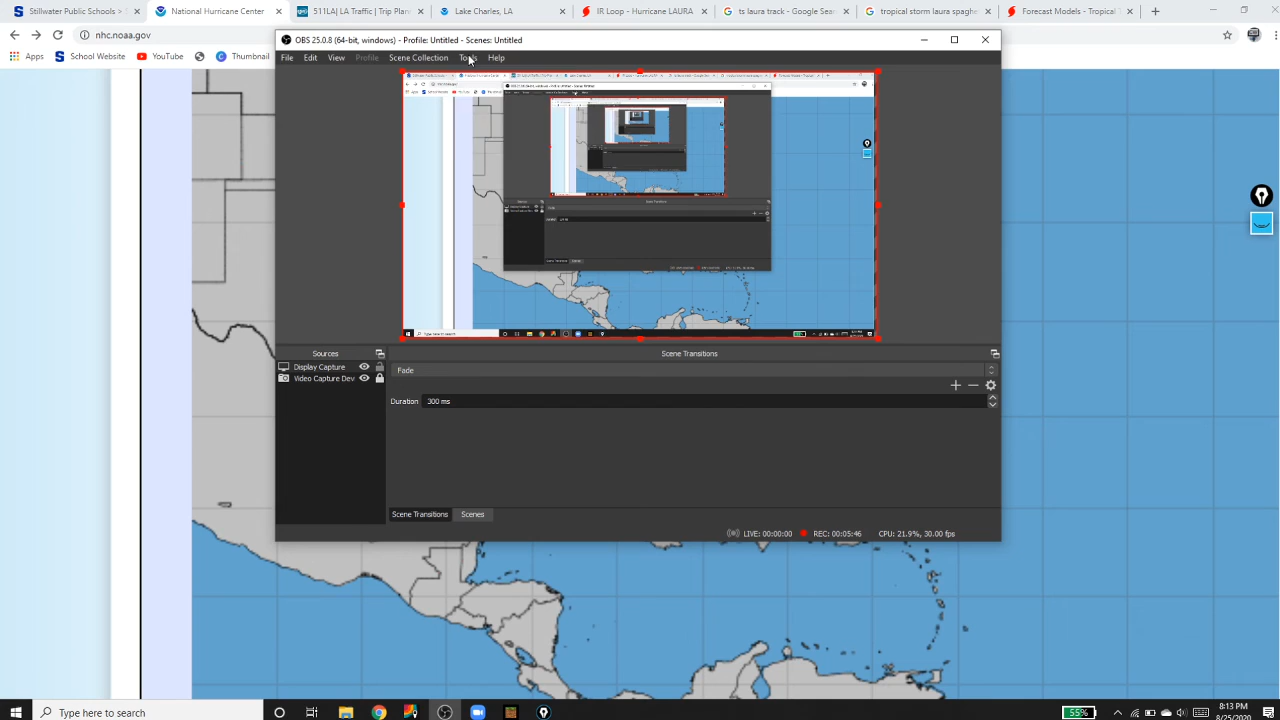 Stillwater Public Schools >
National Hurricane Center
511LA| LA Traffic | Trip Plar
Lake Charles, LA
IR Loop - Hurricane LAURA
ts laura track - Google Sear
tropical storm laura spaghe
Forecast Models - Tropical
nhc.noaa.gov
Apps
School Website
YouTube
Thumbnail
OBS 25.0.8 (64-bit, windows) - Profile: Untitled - Scenes: Untitled
File Edit View Profile Scene Collection Tools Help
Sources
Scene Transitions
Display Capture
Video Capture Devi
Fade
Duration 300 ms
Scene Transitions Scenes
LIVE: 00:00:00 REC: 00:05:46 CPU: 21.9%, 30.00 fps
Type here to search
55%
8:13 PM
8/25/2020